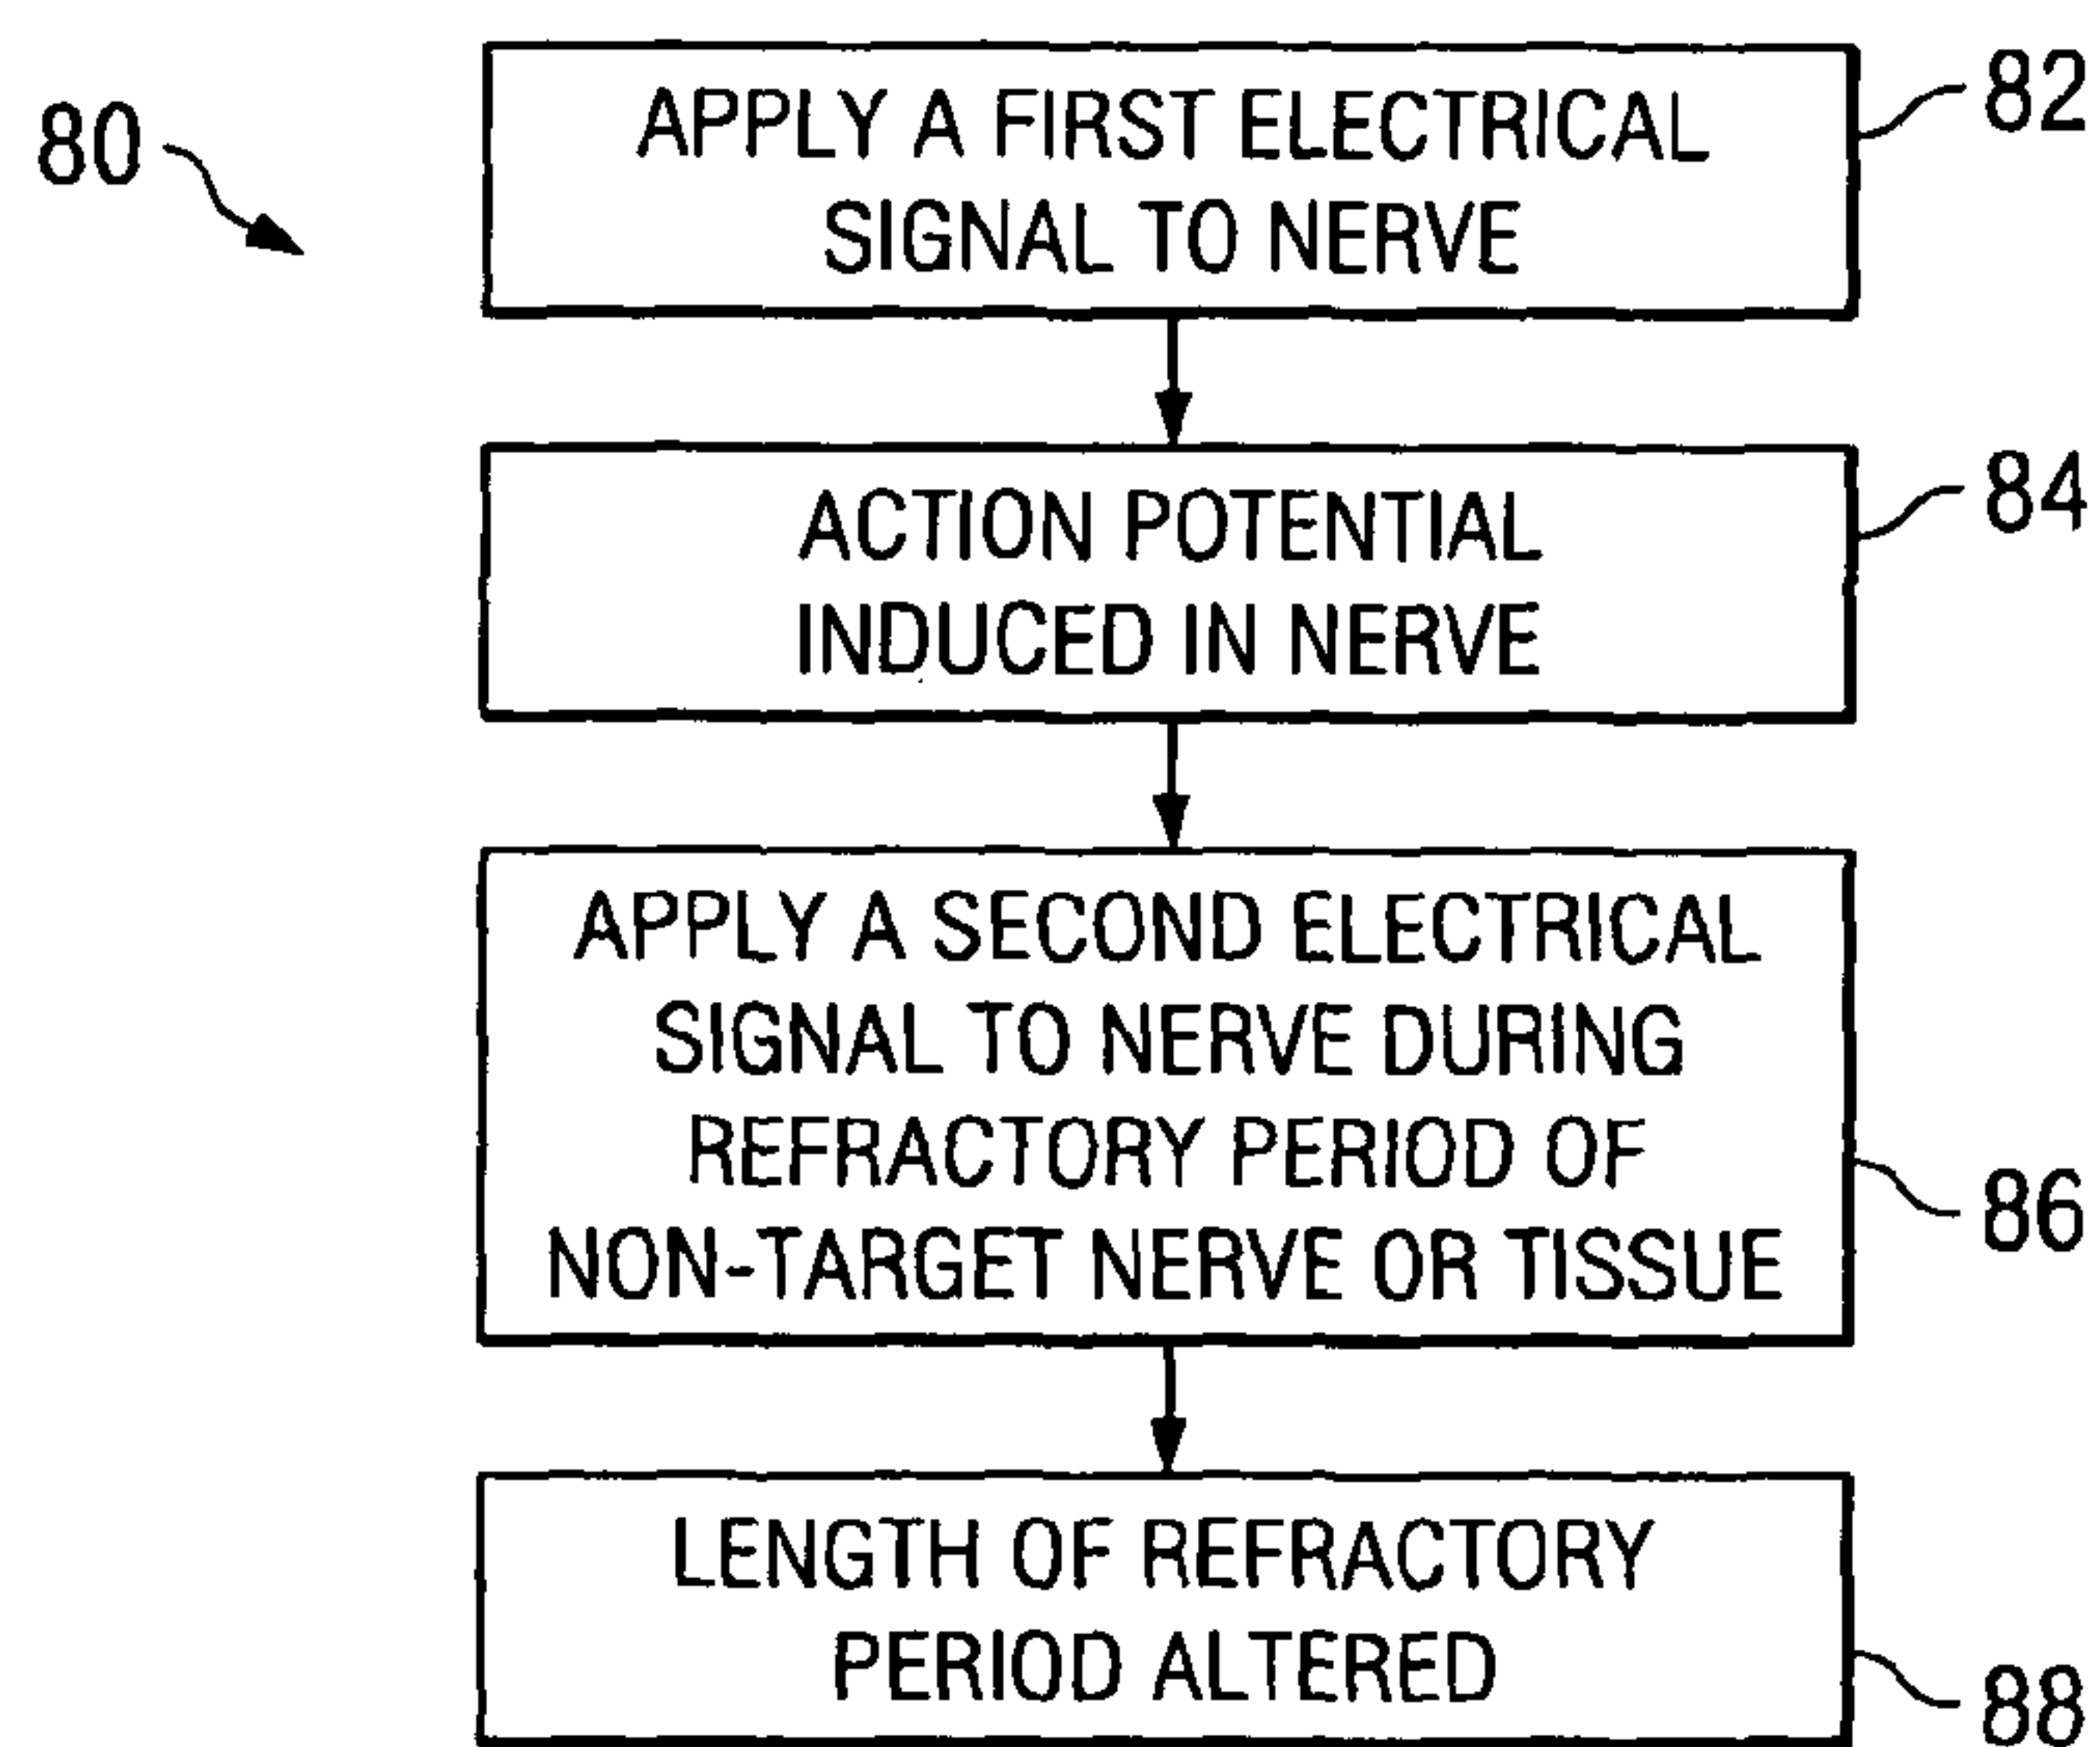 80
APPLY A FIRST ELECTRICAL
SIGNAL TO NERVE
82
ACTION POTENTIAL
INDUCED IN NERVE
84
APPLY A SECOND ELECTRICAL
SIGNAL TO NERVE DURING
REFRACTORY PERIOD OF
NON-TARGET NERVE OR TISSUE
86
LENGTH OF REFRACTORY
PERIOD ALTERED
88